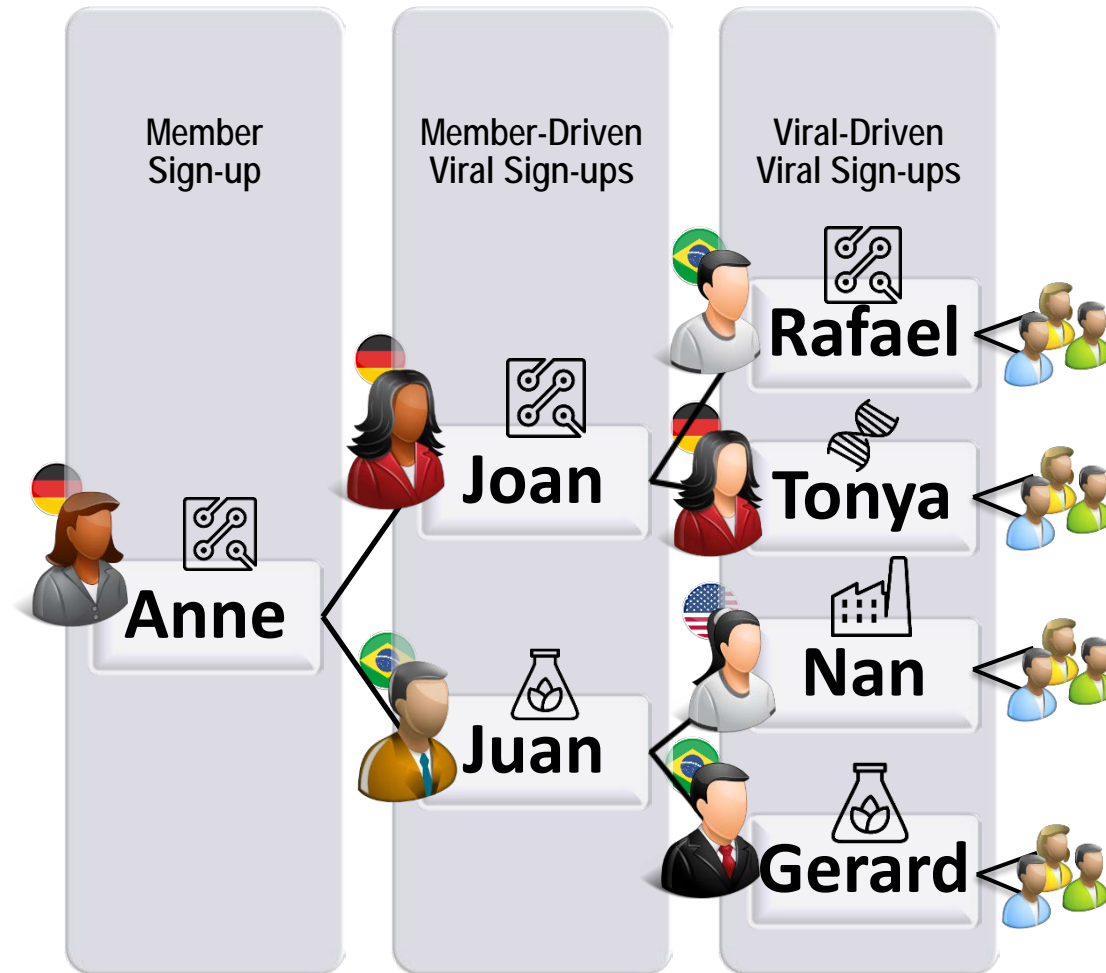 Member
Sign-up
Member-Driven
Viral Sign-ups
Viral-Driven
Viral Sign-ups
Rafael
Joan
Tonya
Anne
Nan
Juan
Gerard